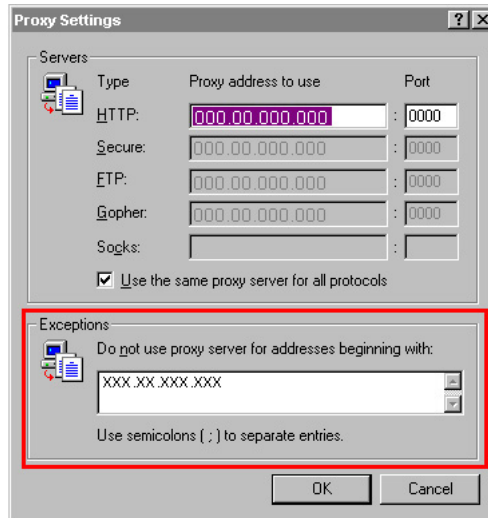 Proxy Settings
Servers
Type Proxy address to use Port
HTTP: 000.00.000.000 : 0000
Secure: 000.00.000.000 : 0000
FTP: 000.00.000.000 : 0000
Gopher: 000.00.000.000 : 0000
Socks: :
Use the same proxy server for all protocols
Exceptions
Do not use proxy server for addresses beginning with:
XXX.XX.XXX.XXX
Use semicolons ( ; ) to separate entries.
OK Cancel